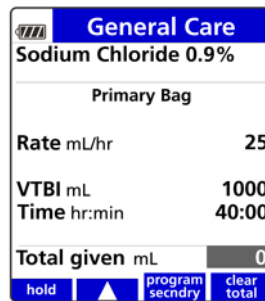 General Care
Sodium Chloride 0.9%
Primary Bag
Rate mL/hr 25
VTBI mL 1000
Time hr:min 40:00
Total given mL 0
hold program secndry clear total